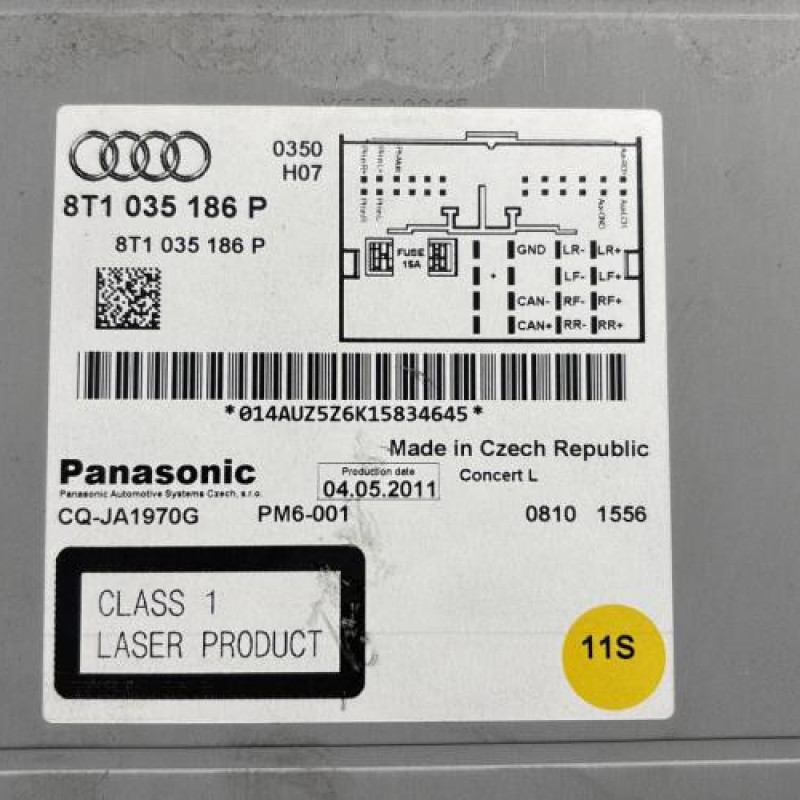 0350
H07
8T1 035 186 P
8T1 035 186 P
FUSE
15A
GND LR- LR+
+ LF- LF+
CAN- RF- RF+
CAN+ RR- RR+
*014AUZ5Z6K15834645*
Made in Czech Republic
Panasonic
Panasonic Automotive Systems Czech, s.r.o.
Production date
04.05.2011
Concert L
CQ-JA1970G PM6-001 0810 1556
CLASS 1
LASER PRODUCT
11S